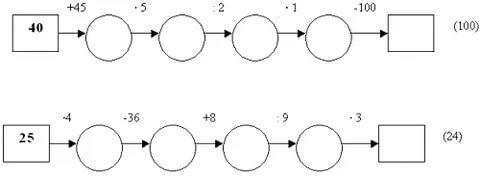 +45 · 5 : 2 · 1 -100
40 (100)
·4 -36 +8 : 9 · 3
25 (24)